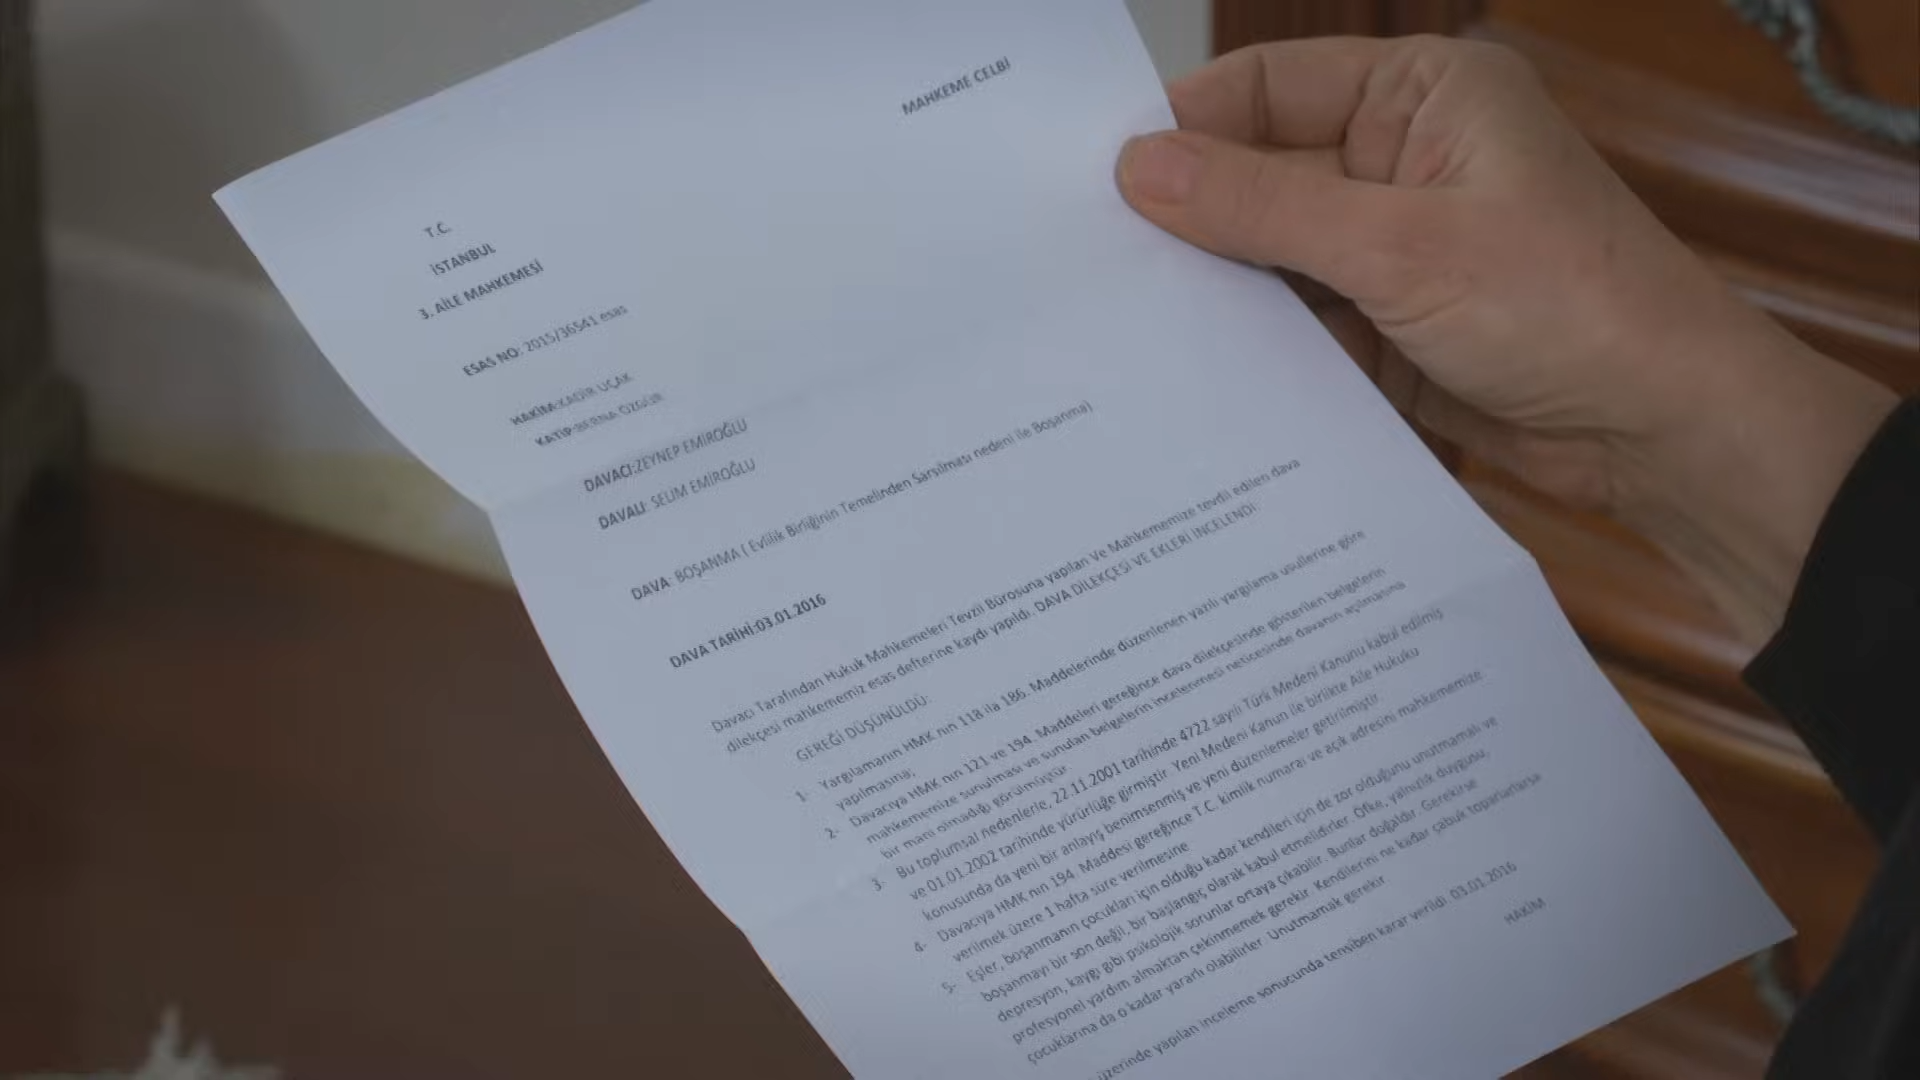 MAHKEME CELBİ
T.C.
İSTANBUL
3. AİLE MAHKEMESİ
ESAS NO: 2015/36541 esas
HAKİM:KADİR UÇAK
KATİP:BERNA ÖZGÜR
DAVACI:ZEYNEP EMİROĞLU
DAVALI: SELİM EMİROĞLU
DAVA: BOŞANMA ( Evlilik Birliğinin Temelinden Sarsılması nedeni ile Boşanma)
DAVA TARİHİ:03.01.2016
Davacı Tarafından Hukuk Mahkemeleri Tevzii Bürosuna yapılan Ve Mahkememize tevdil edilen dava
dilekçesi mahkememiz esas defterine kaydı yapıldı. DAVA DİLEKÇESİ VE EKLERİ İNCELENDİ:
GEREĞİ DÜŞÜNÜLDÜ:
1- Yargılamanın HMK nın 118 ila 186. Maddelerinde düzenlenen yazılı yargılama usullerine göre
yapılmasına;
2- Davacıya HMK nın 121 ve 194. Maddeleri gereğince dava dilekçesinde gösterilen belgelerin
mahkememize sunulması ve sunulan belgelerin incelenmesi neticesinde davanın açılmasına
bir mani olmadığı görülmüştür.
3- Bu toplumsal nedenlerle, 22.11.2001 tarihinde 4722 sayılı Türk Medeni Kanunu kabul edilmiş
ve 01.01.2002 tarihinde yürürlüğe girmiştir. Yeni Medeni Kanun ile birlikte Aile Hukuku
konusunda da yeni bir anlayış benimsenmiş ve yeni düzenlemeler getirilmiştir.
4- Davacıya HMK nın 194. Maddesi gereğince T.C. kimlik numarai ve açık adresini mahkememize
verilmek üzere 1 hafta süre verilmesine
5- Eşler, boşanmanın çocukları için olduğu kadar kendileri için de zor olduğunu unutmamalı ve
boşanmayı bir son değil, bir başlangıç olarak kabul etmelidirler. Öfke, yalnızlık duygusu,
depresyon, kaygı gibi psikolojik sorunlar ortaya çıkabilir. Bunlar doğaldır. Gerekirse
profesyonel yardım almaktan çekinmemek gerekir. Kendilerini ne kadar çabuk toparlarlarsa
çocuklarına da o kadar yararlı olabilirler. Unutmamak gerekir
üzerinde yapılan inceleme sonucunda tensiben karar verildi. 03.01.2016
HAKİM